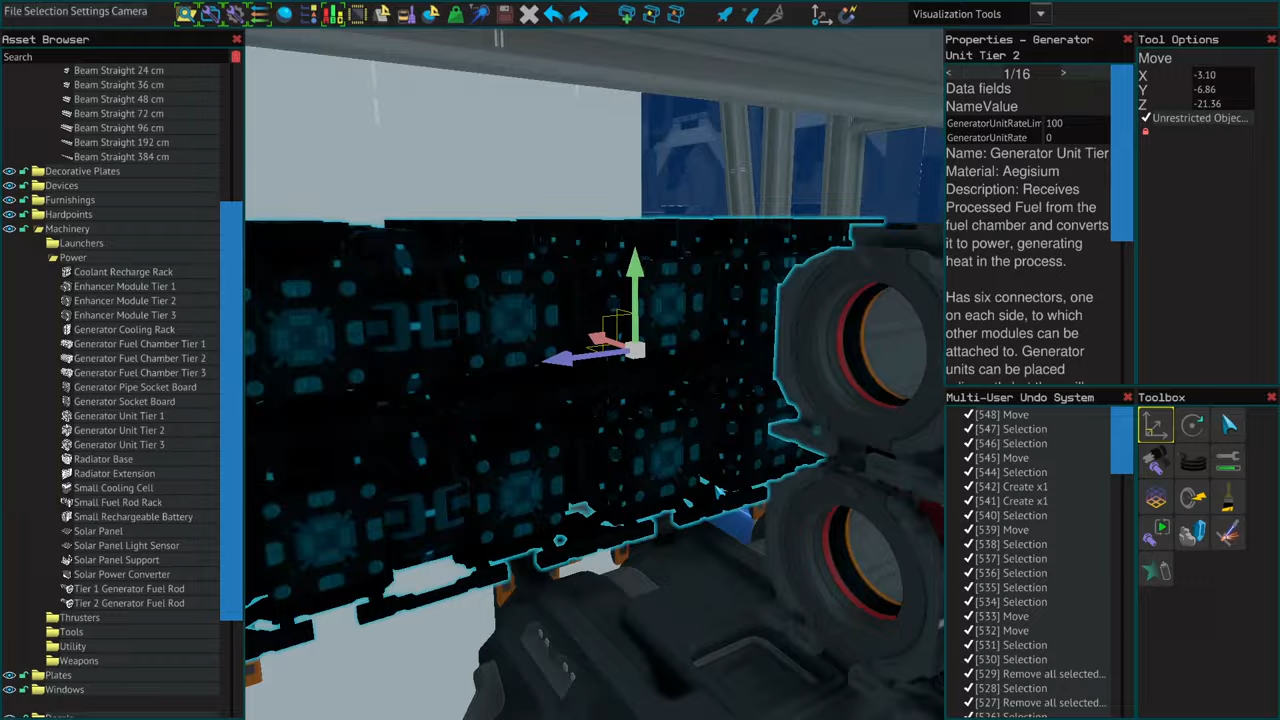 File Selection Settings Camera
Visualization Tools
Asset Browser
Search
Beam Straight 24 cm
Beam Straight 36 cm
Beam Straight 48 cm
Beam Straight 72 cm
Beam Straight 96 cm
Beam Straight 192 cm
Beam Straight 384 cm
Decorative Plates
Devices
Furnishings
Hardpoints
Machinery
Launchers
Power
Coolant Recharge Rack
Enhancer Module Tier 1
Enhancer Module Tier 2
Enhancer Module Tier 3
Generator Cooling Rack
Generator Fuel Chamber Tier 1
Generator Fuel Chamber Tier 2
Generator Fuel Chamber Tier 3
Generator Pipe Socket Board
Generator Socket Board
Generator Unit Tier 1
Generator Unit Tier 2
Generator Unit Tier 3
Radiator Base
Radiator Extension
Small Cooling Cell
Small Fuel Rod Rack
Small Rechargeable Battery
Solar Panel
Solar Panel Light Sensor
Solar Panel Support
Solar Power Converter
Tier 1 Generator Fuel Rod
Tier 2 Generator Fuel Rod
Thrusters
Tools
Utility
Weapons
Plates
Windows
Properties - Generator
Unit Tier 2
< 1/16 >
Data fields
NameValue
GeneratorUnitRateLim 100
GeneratorUnitRate 0
Name: Generator Unit Tier
Material: Aegisium
Description: Receives
Processed Fuel from the
fuel chamber and converts
it to power, generating
heat in the process.
Has six connectors, one
on each side, to which
other modules can be
attached to. Generator
units can be placed
Tool Options
Move
X -3.10
Y -6.86
Z -21.36
Unrestricted Objec...
Multi-User Undo System
[548] Move
[547] Selection
[546] Selection
[545] Move
[544] Selection
[542] Create x1
[541] Create x1
[540] Selection
[539] Move
[538] Selection
[537] Selection
[536] Selection
[535] Selection
[534] Selection
[533] Move
[532] Move
[531] Selection
[530] Selection
[529] Remove all selected...
[528] Selection
[527] Remove all selected...
Toolbox